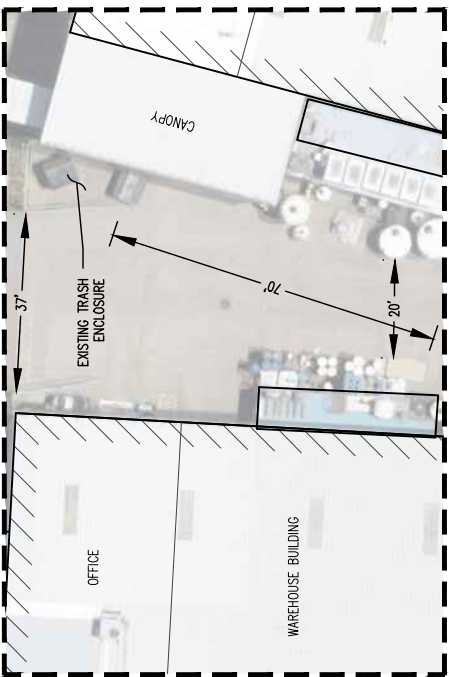 CANOPY
37'
EXISTING TRASH
ENCLOSURE
70'
20'
OFFICE
WAREHOUSE BUILDING